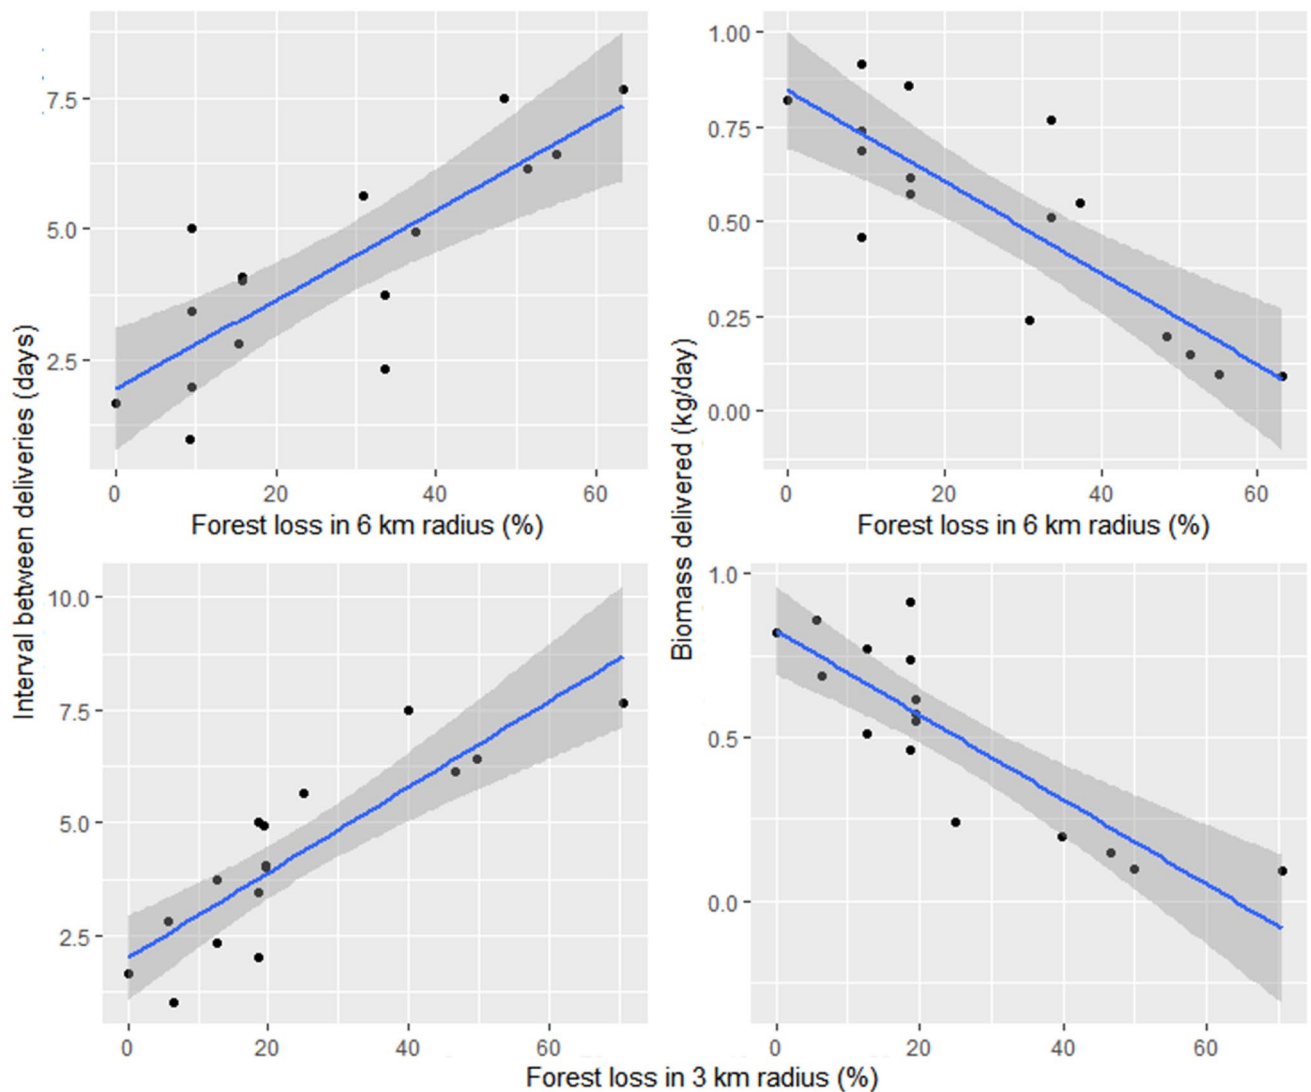 Interval between deliveries (days)
7.5
5.0
2.5
0 20 40 60
Forest loss in 6 km radius (%)
Biomass delivered (kg/day)
1.00
0.75
0.50
0.25
0.00
0 20 40 60
Forest loss in 6 km radius (%)
10.0
7.5
5.0
2.5
0 20 40 60
1.0
0.5
0.0
0 20 40 60
Forest loss in 3 km radius (%)